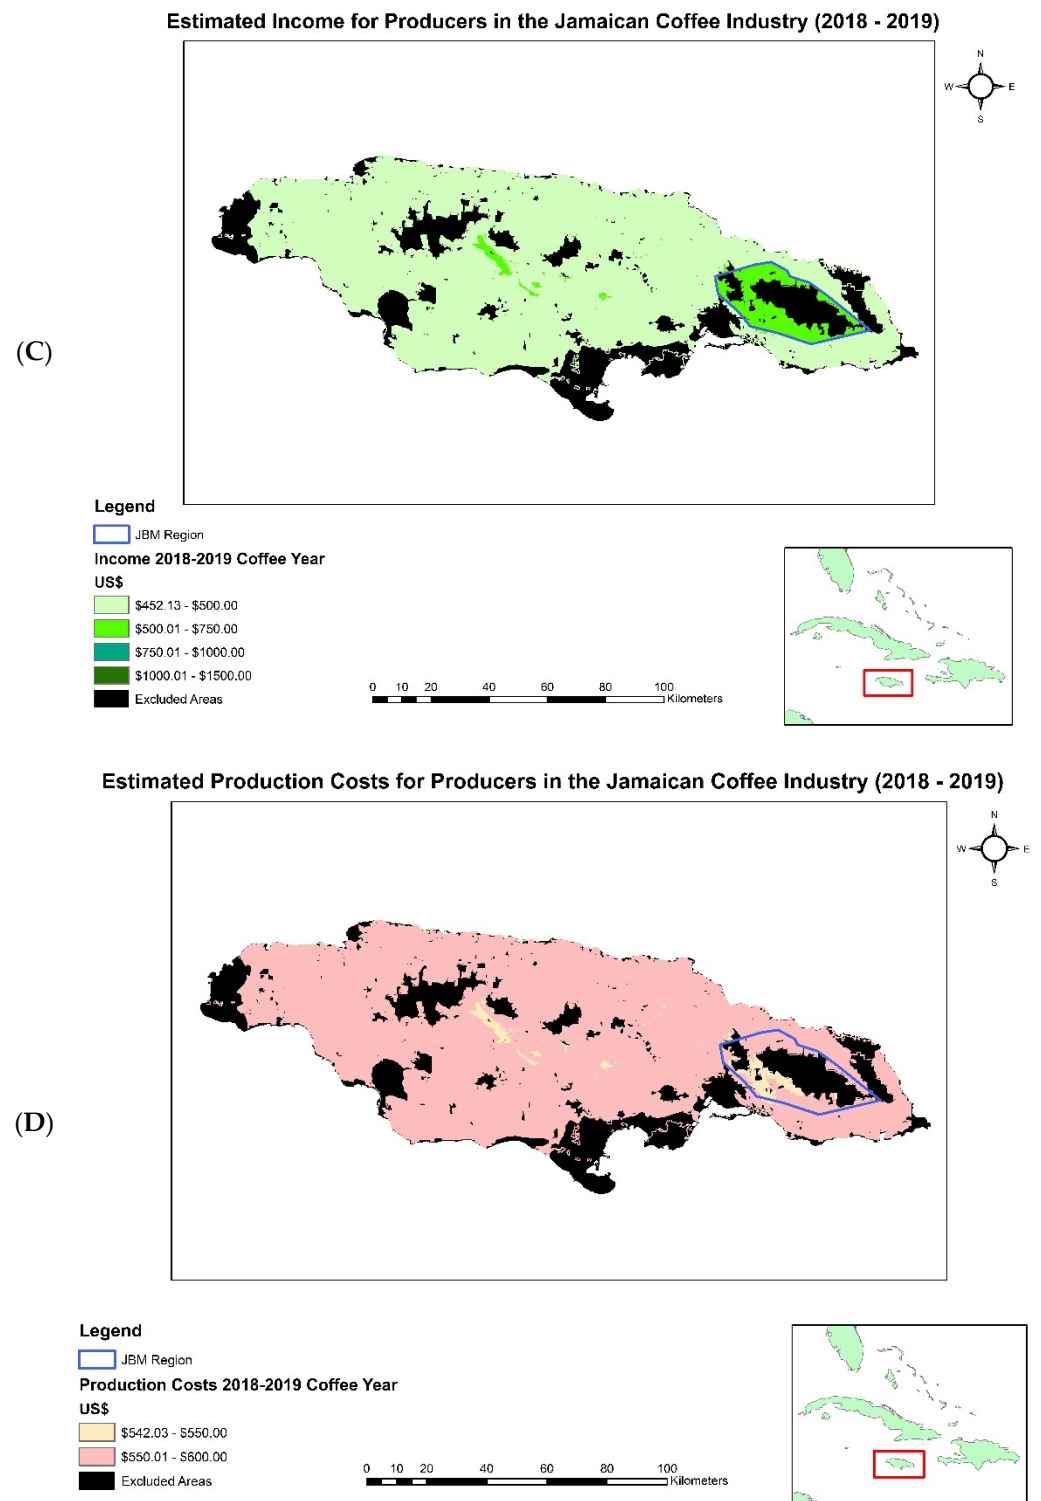 Estimated Income for Producers in the Jamaican Coffee Industry (2018 - 2019)
N
W E
S
(C)
Legend
JBM Region
Income 2018-2019 Coffee Year
US$
$452.13 - $500.00
$500.01 - $750.00
$750.01 - $1000.00
$1000.01 - $1500.00
Excluded Areas
0 10 20 40 60 80 100
Kilometers
Estimated Production Costs for Producers in the Jamaican Coffee Industry (2018 - 2019)
N
W E
S
(D)
Legend
JBM Region
Production Costs 2018-2019 Coffee Year
US$
$542.03 - $550.00
$550.01 - $600.00
Excluded Areas
0 10 20 40 60 80 100
Kilometers